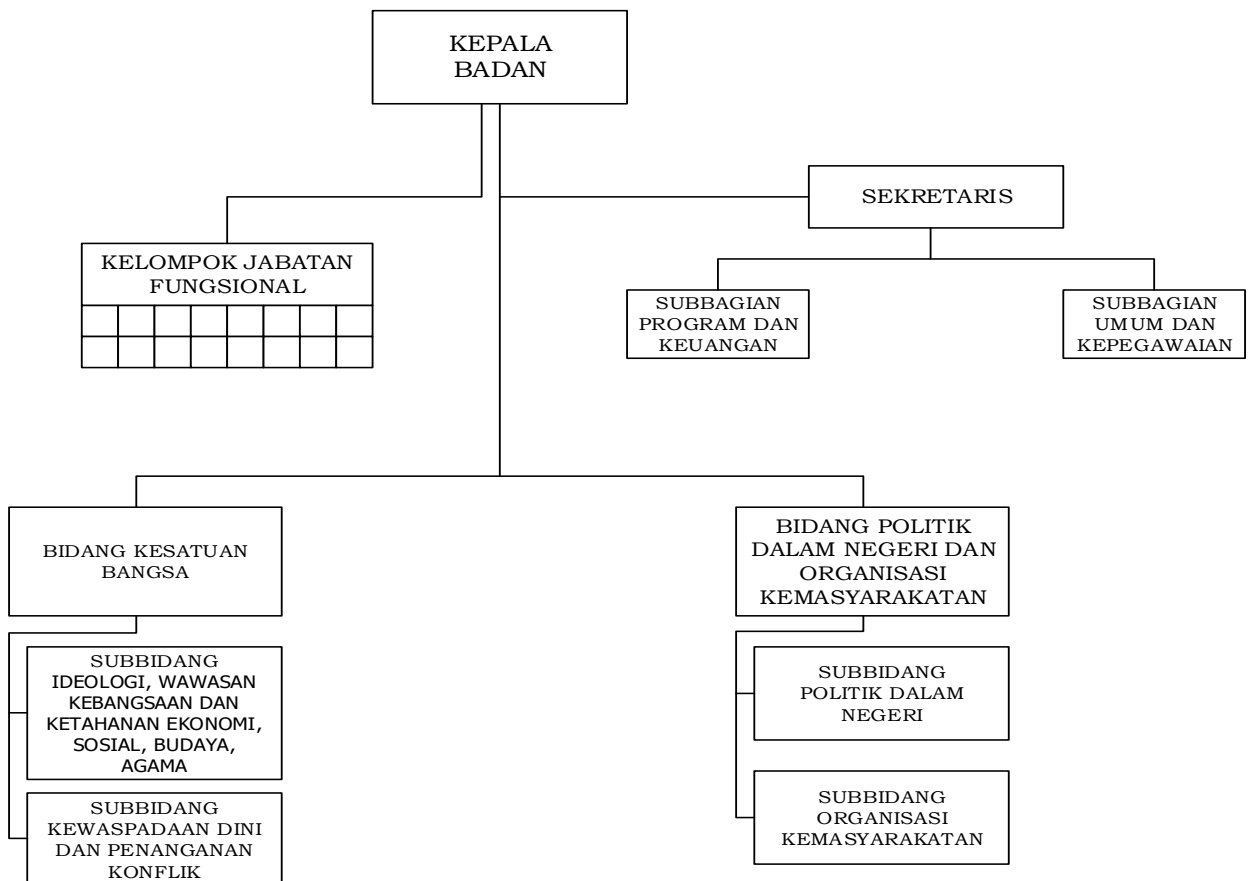 KEPALA
BADAN
SEKRETARIS
KELOMPOK JABATAN
FUNGSIONAL
SUBBAGIAN
PROGRAM DAN
KEUANGAN
SUBBAGIAN
UMUM DAN
KEPEGAWAIAN
BIDANG KESATUAN
BANGSA
SUBBIDANG
IDEOLOGI, WAWASAN
KEBANGSAAN DAN
KETAHANAN EKONOMI,
SOSIAL, BUDAYA,
AGAMA
SUBBIDANG
KEWASPADAAN DINI
DAN PENANGANAN
KONFLIK
BIDANG POLITIK
DALAM NEGERI DAN
ORGANISASI
KEMASYARAKATAN
SUBBIDANG
POLITIK DALAM
NEGERI
SUBBIDANG
ORGANISASI
KEMASYARAKATAN